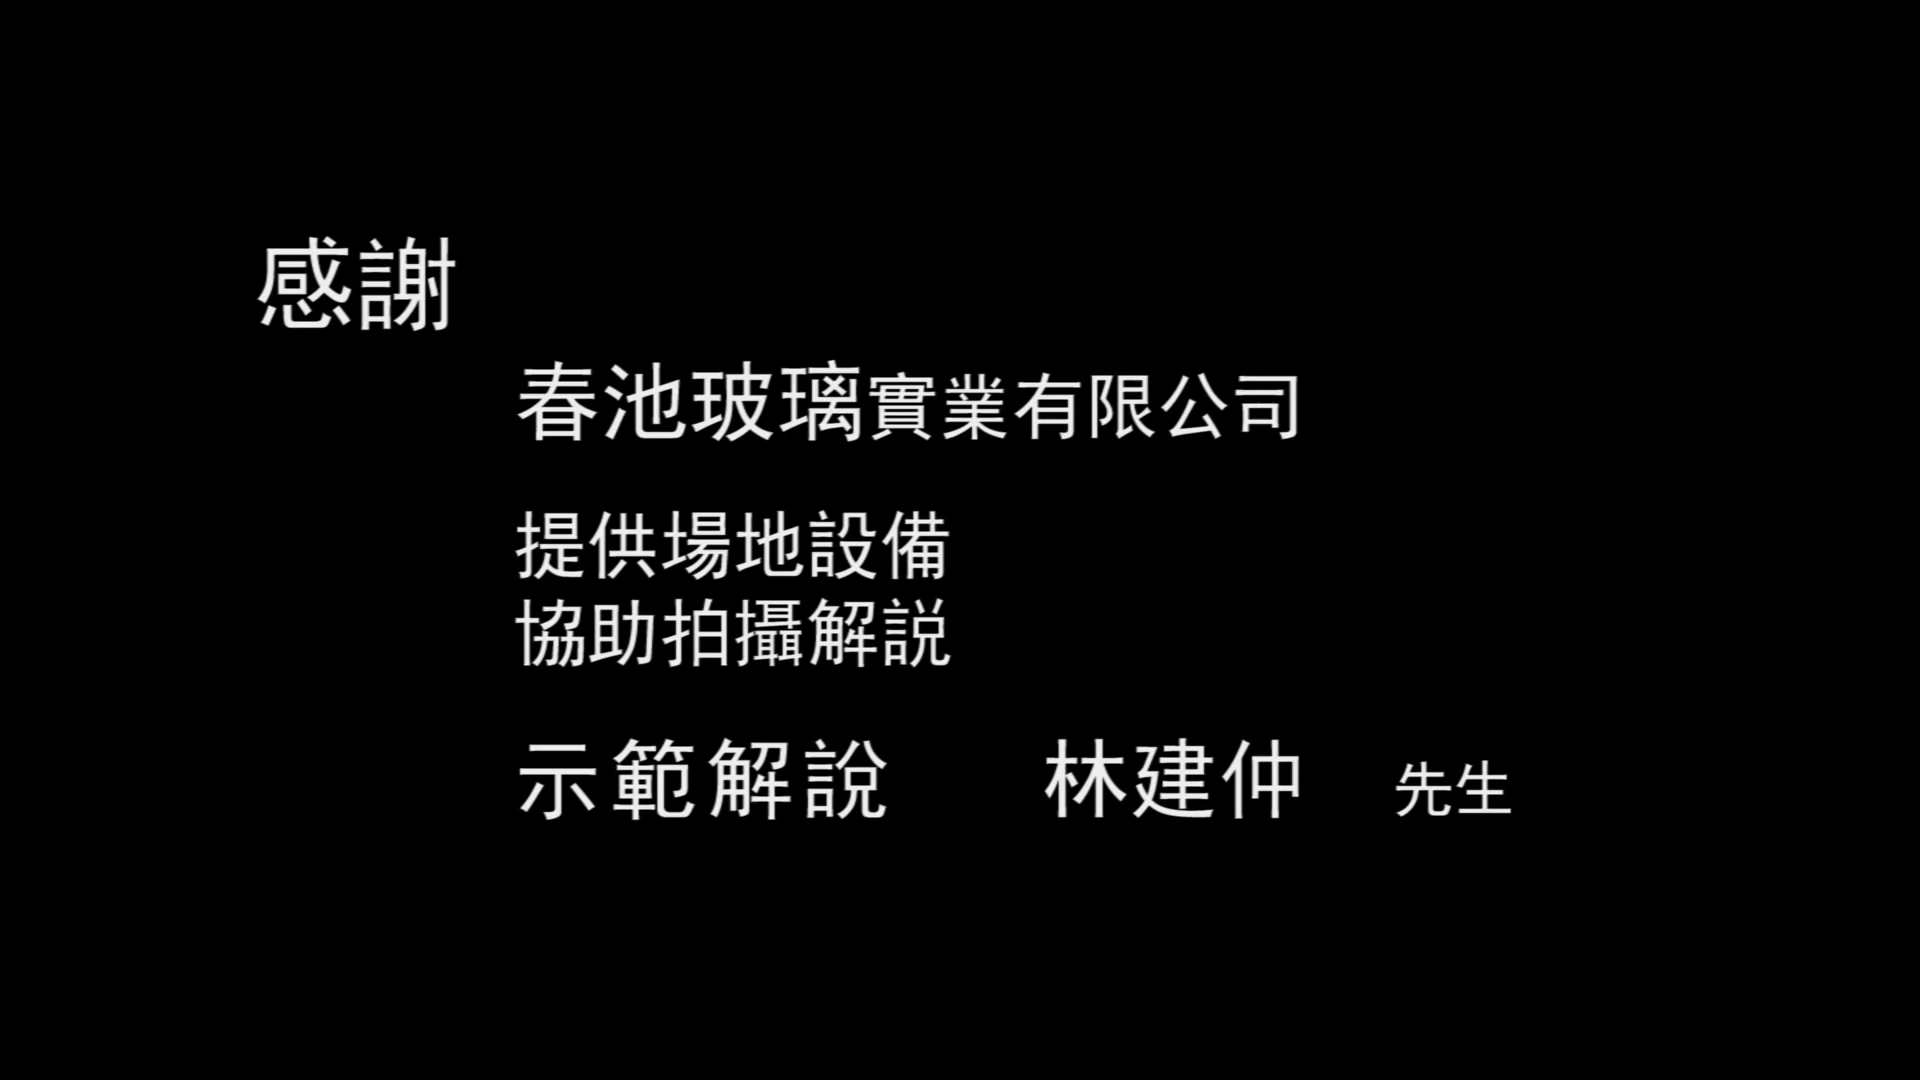 感謝
春池玻璃實業有限公司
提供場地設備
協助拍攝解説
示範解說 林建仲 先生